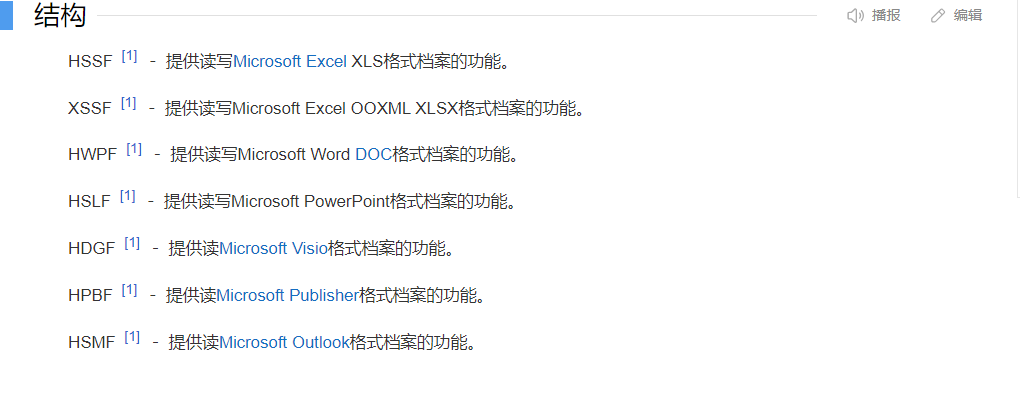 结构
播报
编辑
HSSF [1] - 提供读写Microsoft Excel XLS格式档案的功能。
XSSF [1] - 提供读写Microsoft Excel OOXML XLSX格式档案的功能。
HWPF [1] - 提供读写Microsoft Word DOC格式档案的功能。
HSLF [1] - 提供读写Microsoft PowerPoint格式档案的功能。
HDGF [1] - 提供读Microsoft Visio格式档案的功能。
HPBF [1] - 提供读Microsoft Publisher格式档案的功能。
HSMF [1] - 提供读Microsoft Outlook格式档案的功能。